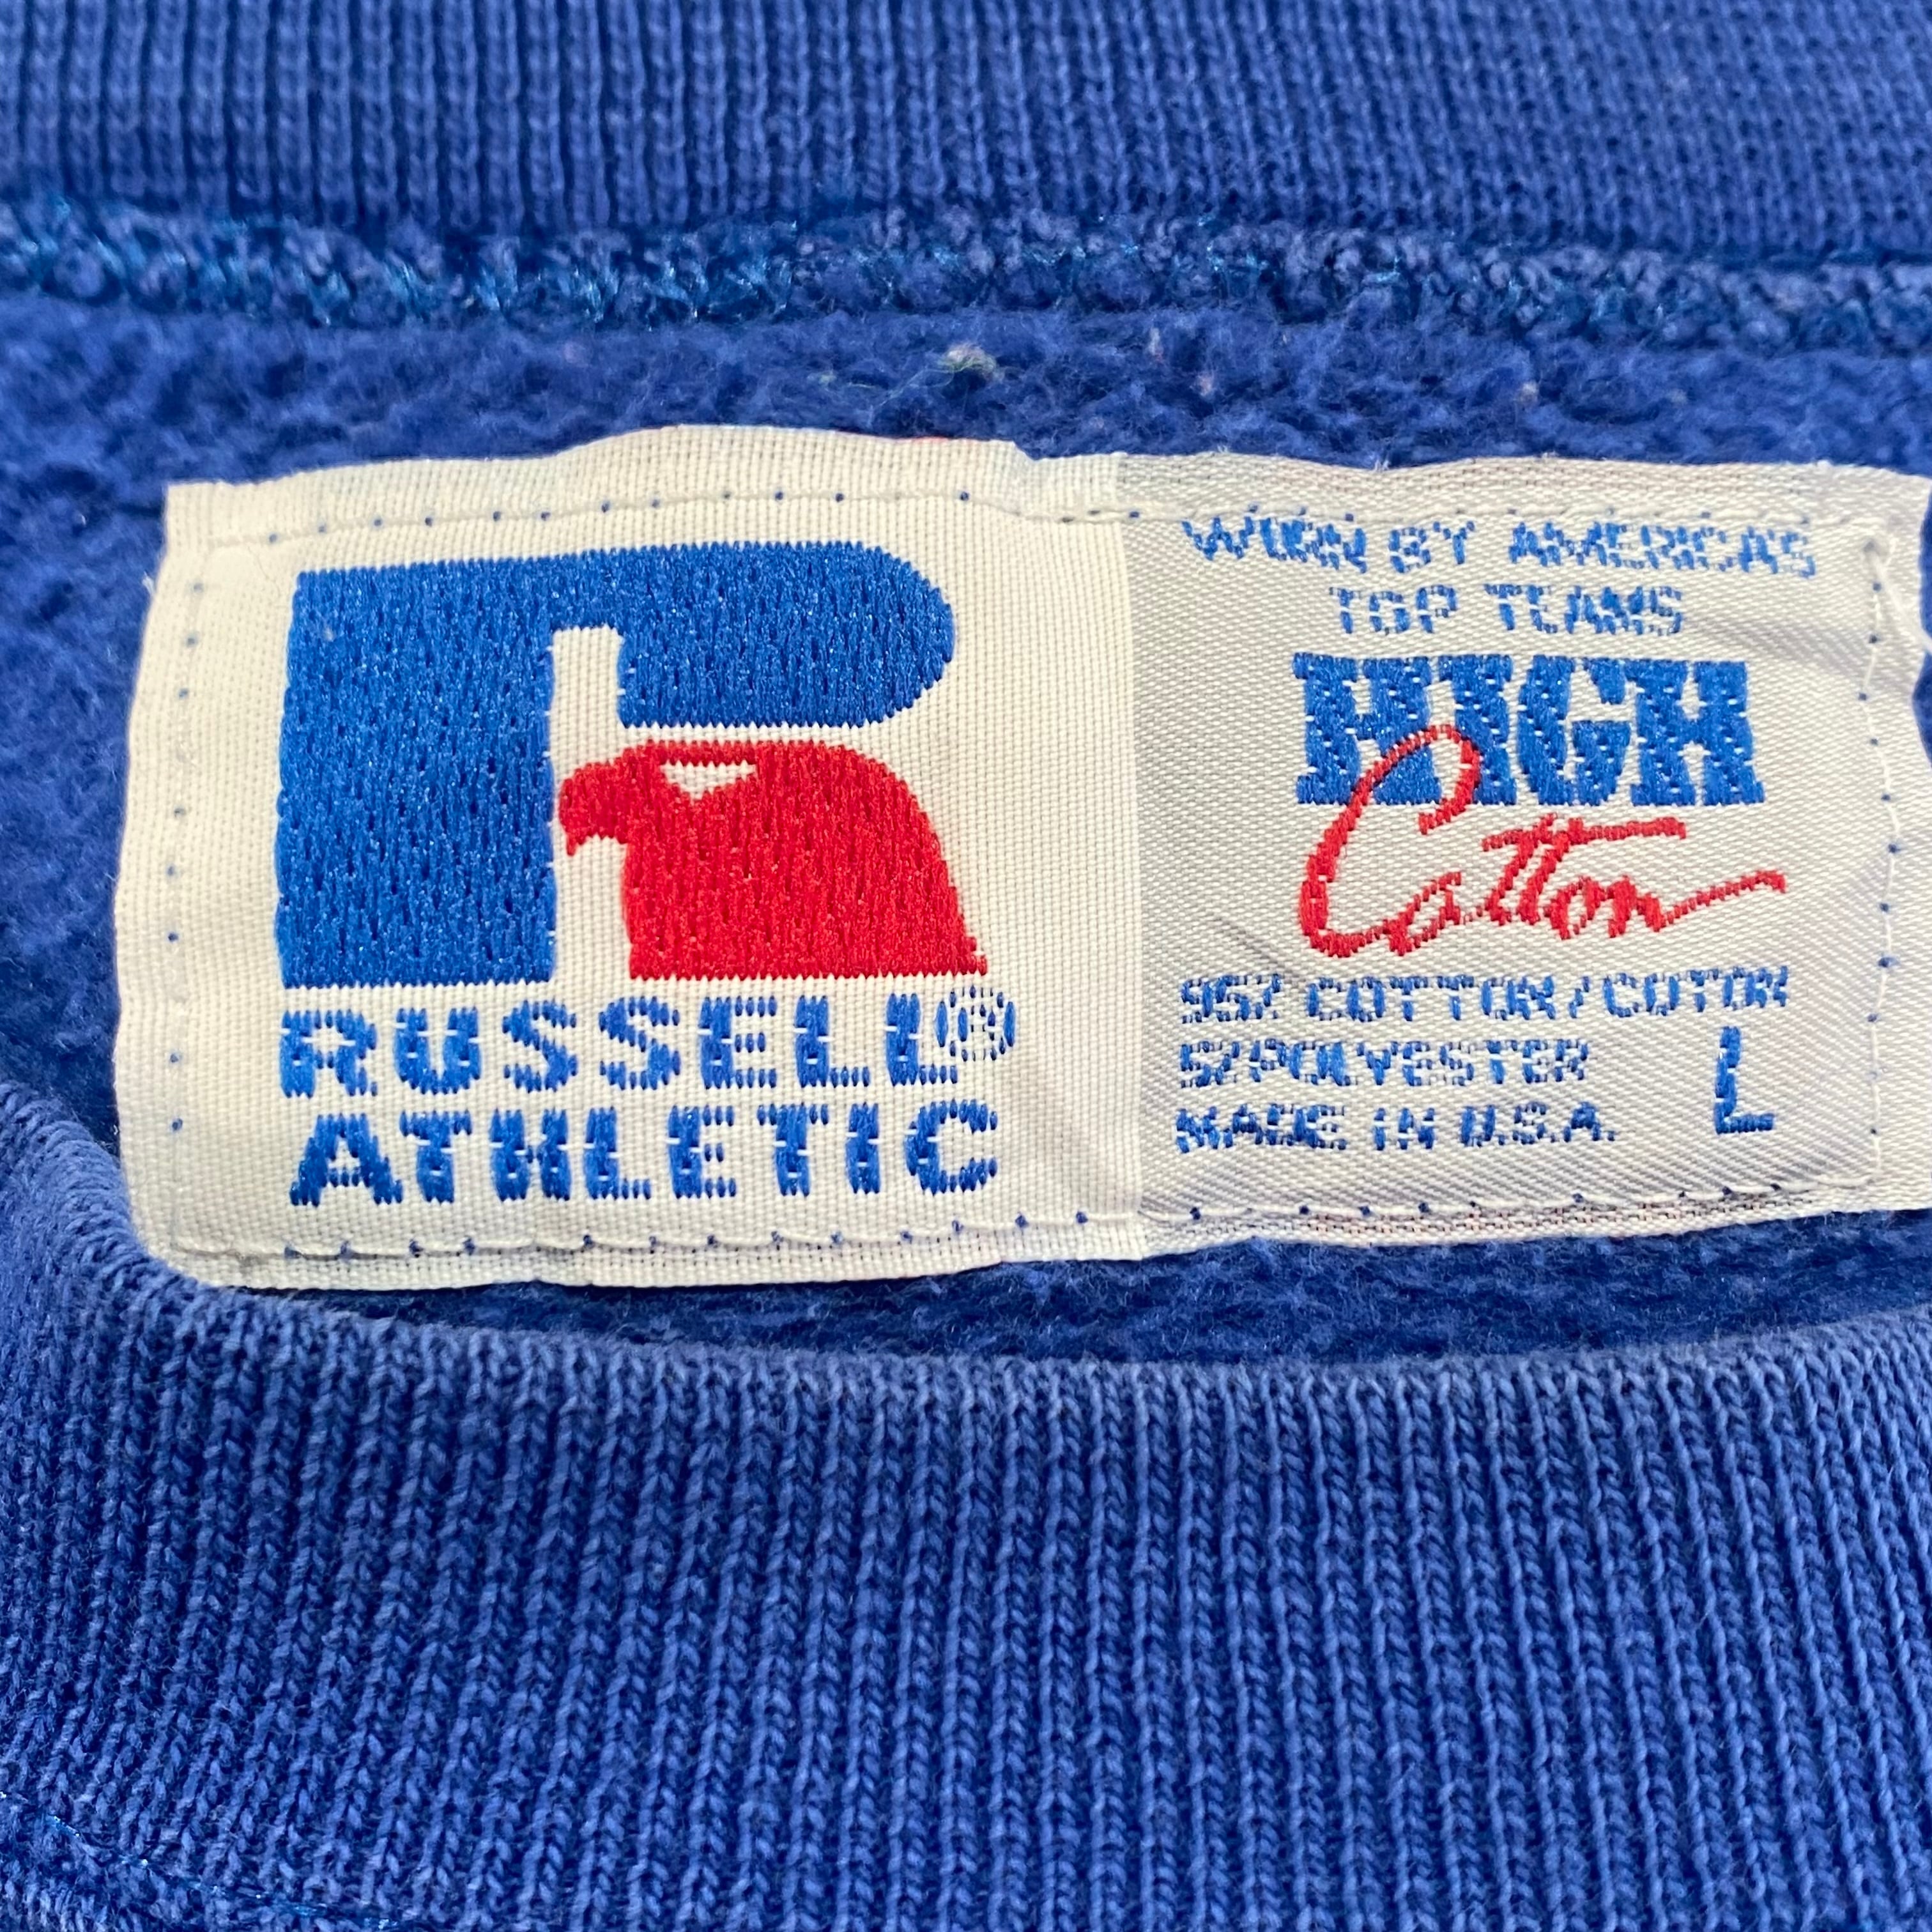 RUSSELL®
ATHLETIC
WORN BY AMERICA'S
TOP TEAMS
HIGH
Cotton
95% COTTON/COTON
5% POLYESTER
MADE IN U.S.A.
L